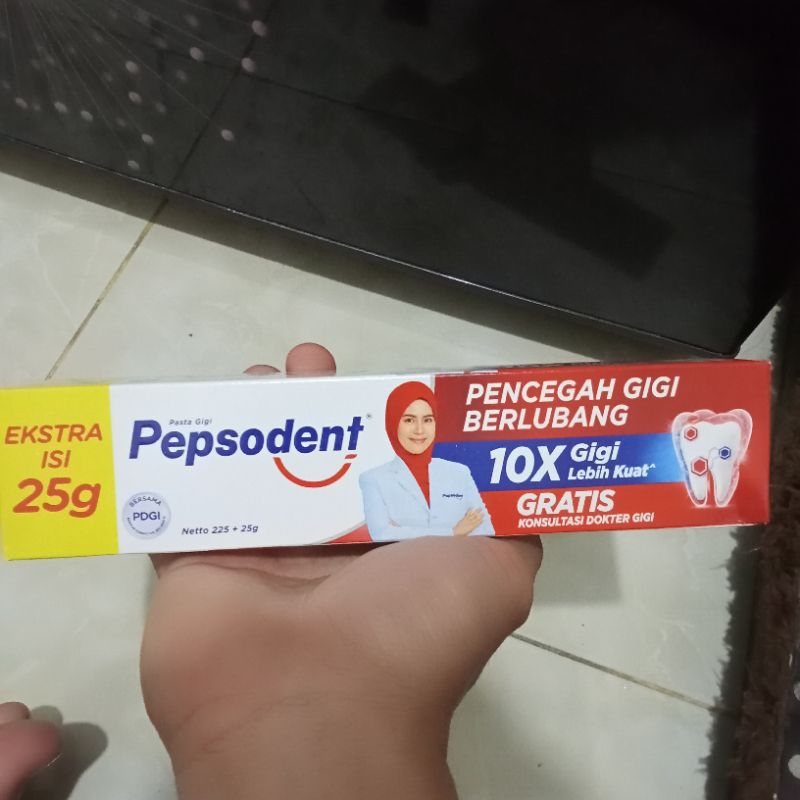 EKSTRA
ISI
25g
Pasta Gigi
Pepsodent
BERSAMA
PDGI
Netto 225 + 25g
PENCEGAH GIGI
BERLUBANG
10X Gigi
Lebih Kuat^
GRATIS
KONSULTASI DOKTER GIGI